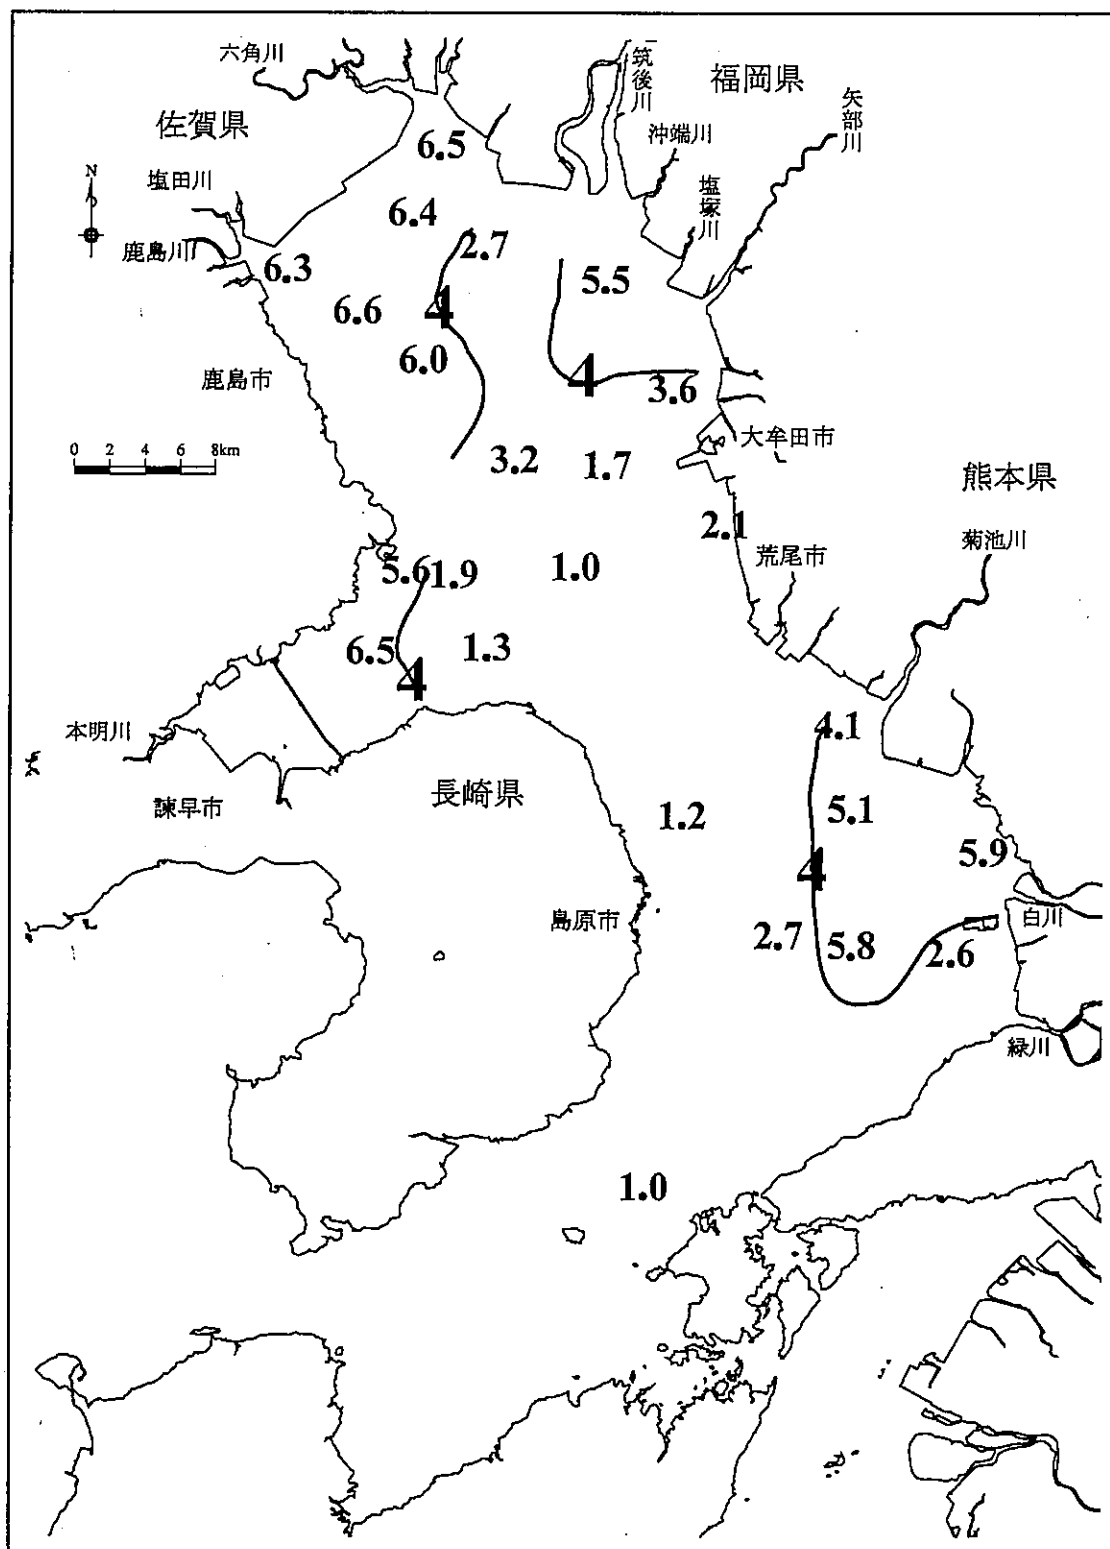 六角川
筑後川
福岡県
矢部川
佐賀県
6.5
沖端川
塩田川
塩塚川
N
6.4
鹿島川
2.7
6.3
5.5
6.6
4
6.0
4
鹿島市
3.6
0 2 4 6 8km
大牟田市
3.2
1.7
熊本県
2.1
菊池川
荒尾市
5.6
1.9
1.0
6.5
1.3
4
本明川
4.1
長崎県
諫早市
1.2
5.1
5.9
4
島原市
白川
2.7
5.8
2.6
緑川
1.0